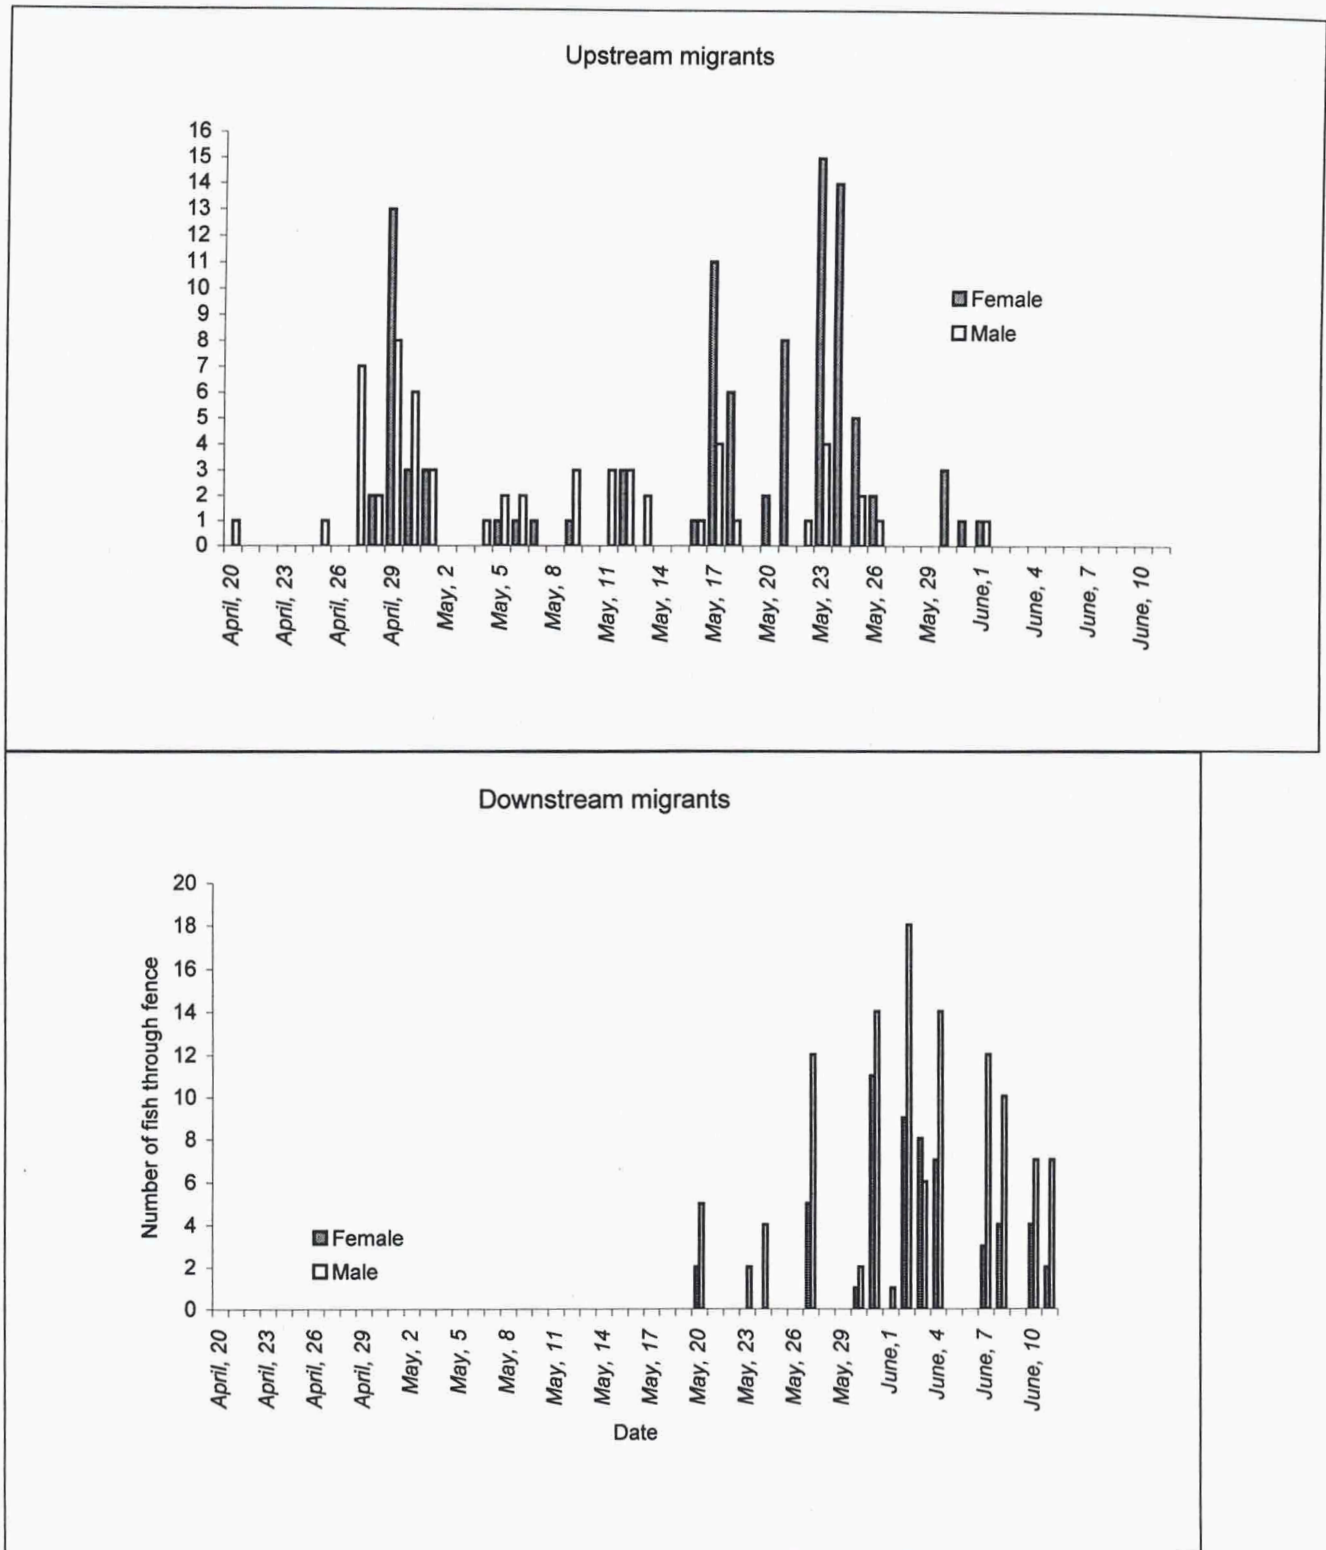 Upstream migrants
16
15
14
13
12
11
10
9
8
7
6
5
4
3
2
1
0
Female
Male
April, 20
April, 23
April, 26
April, 29
May, 2
May, 5
May, 8
May, 11
May, 14
May, 17
May, 20
May, 23
May, 26
May, 29
June, 1
June, 4
June, 7
June, 10
Downstream migrants
Number of fish through fence
20
18
16
14
12
10
8
6
4
2
0
Female
Male
April, 20
April, 23
April, 26
April, 29
May, 2
May, 5
May, 8
May, 11
May, 14
May, 17
May, 20
May, 23
May, 26
May, 29
June,1
June, 4
June, 7
June, 10
Date